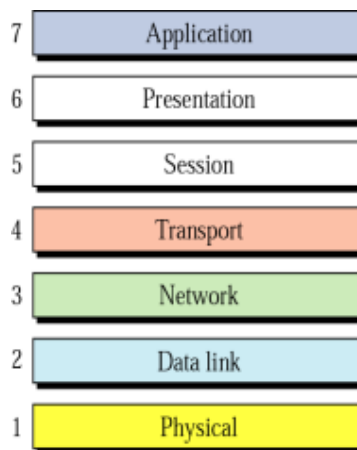 7 Application
6 Presentation
5 Session
4 Transport
3 Network
2 Data link
1 Physical